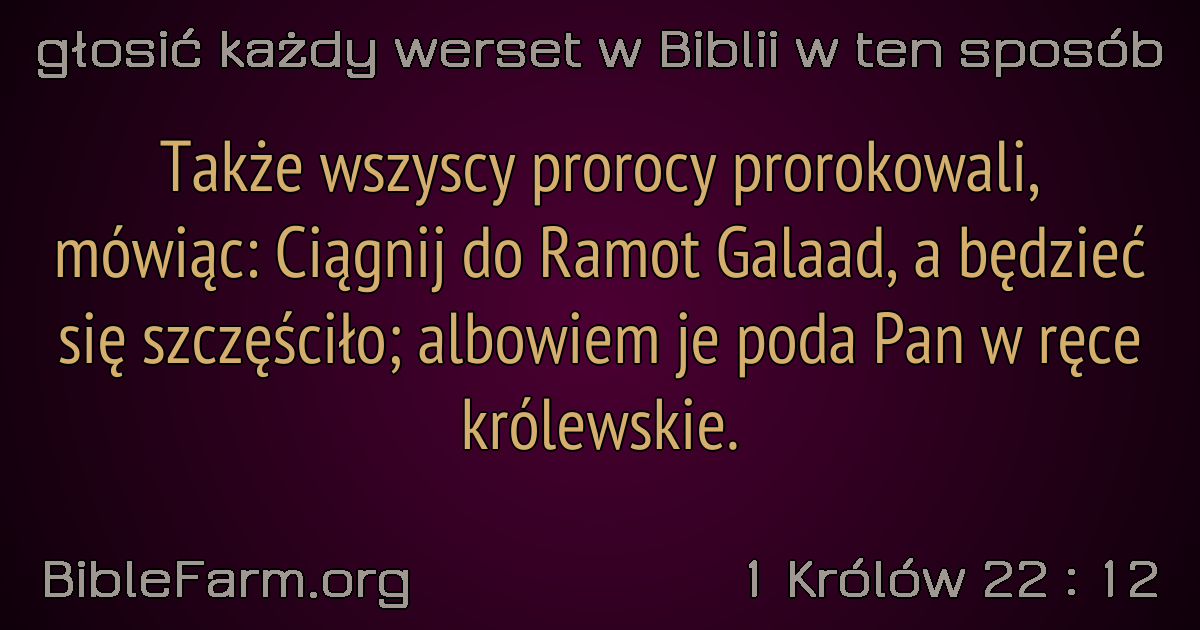 głosić każdy werset w Biblii w ten sposób
Także wszyscy prorocy prorokowali,
mówiąc: Ciągnij do Ramot Galaad, a będzieć
się szczęściło; albowiem je poda Pan w ręce
królewskie.
BibleFarm.org
1 Królów 22 : 12